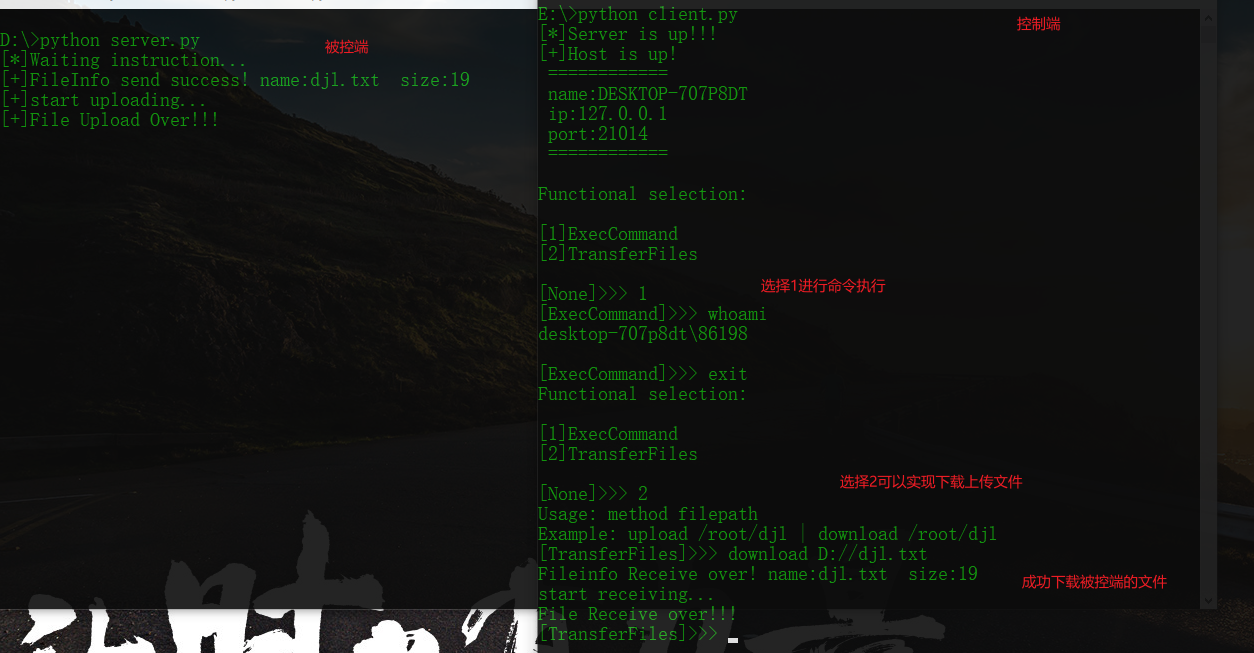 D:\>python server.py
被控端
[*]Waiting instruction...
[+]FileInfo send success! name:djl.txt  size:19
[+]start uploading...
[+]File Upload Over!!!
E:\>python client.py
控制端
[*]Server is up!!!
[+]Host is up!
============
name:DESKTOP-707P8DT
ip:127.0.0.1
port:21014
============
Functional selection:
[1]ExecCommand
[2]TransferFiles
选择1进行命令执行
[None]>>> 1
[ExecCommand]>>> whoami
desktop-707p8dt\86198
[ExecCommand]>>> exit
Functional selection:
[1]ExecCommand
[2]TransferFiles
选择2可以实现下载上传文件
[None]>>> 2
Usage: method filepath
Example: upload /root/djl | download /root/djl
[TransferFiles]>>> download D://djl.txt
Fileinfo Receive over! name:djl.txt  size:19
成功下载被控端的文件
start receiving...
File Receive over!!!
[TransferFiles]>>>